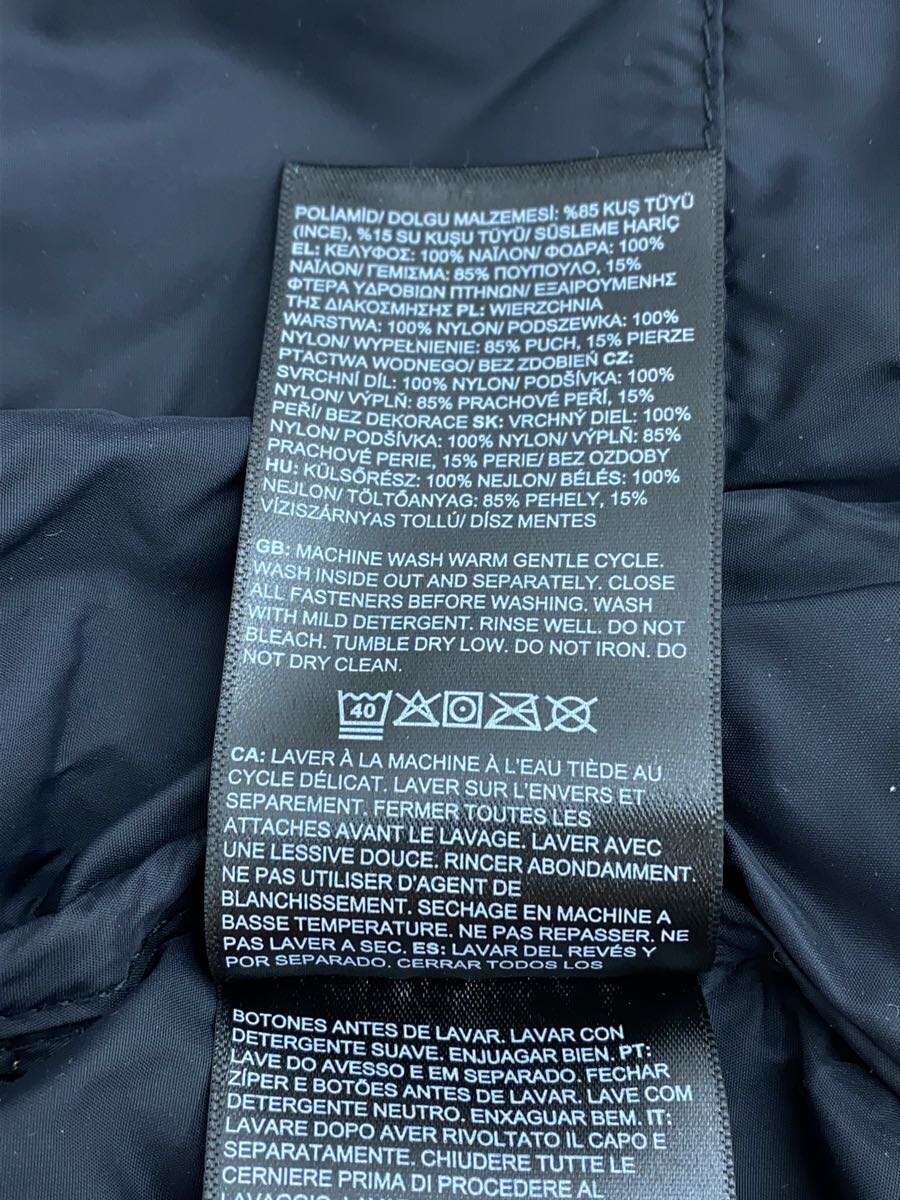 POLİAMİD/ DOLGU MALZEMESİ: %85 KUŞ TÜYÜ
(INCE), %15 SU KUŞU TÜYÜ/ SÜSLEME HARİÇ
EL: ΚΕΛΥΦΟΣ: 100% ΝΑΪΛΟΝ/ ΦΟΔΡΑ: 100%
ΝΑΪΛΟΝ/ ΓΕΜΙΣΜΑ: 85% ΠΟΥΠΟΥΛΟ, 15%
ΦΤΕΡΑ ΥΔΡΟΒΙΩΝ ΠΤΗΝΩΝ/ ΕΞΑΙΡΟΥΜΕΝΗΣ
ΤΗΣ ΔΙΑΚΟΣΜΗΣΗΣ PL: WIERZCHNIA
WARSTWA: 100% NYLON/ PODSZEWKA: 100%
NYLON/ WYPEŁNIENIE: 85% PUCH, 15% PIERZE
PTACTWA WODNEGO/ BEZ ZDOBIEŃ CZ:
SVRCHNÍ DÍL: 100% NYLON/ PODŠÍVKA: 100%
NYLON/ VÝPLŇ: 85% PRACHOVÉ PEŘÍ, 15%
PEŘÍ/ BEZ DEKORACE SK: VRCHNÝ DIEL: 100%
NYLON/ PODŠÍVKA: 100% NYLON/ VÝPLŇ: 85%
PRACHOVÉ PERIE, 15% PERIE/ BEZ OZDOBY
HU: KÜLSŐRÉSZ: 100% NEJLON/ BÉLÉS: 100%
NEJLON/ TÖLTŐANYAG: 85% PEHELY, 15%
VÍZISZÁRNYAS TOLLÚ/ DÍSZ MENTES
GB: MACHINE WASH WARM GENTLE CYCLE.
WASH INSIDE OUT AND SEPARATELY. CLOSE
ALL FASTENERS BEFORE WASHING. WASH
WITH MILD DETERGENT. RINSE WELL. DO NOT
BLEACH. TUMBLE DRY LOW. DO NOT IRON. DO
NOT DRY CLEAN.
40
CA: LAVER À LA MACHINE À L'EAU TIÈDE AU
CYCLE DÉLICAT. LAVER SUR L'ENVERS ET
SEPAREMENT. FERMER TOUTES LES
ATTACHES AVANT LE LAVAGE. LAVER AVEC
UNE LESSIVE DOUCE. RINCER ABONDAMMENT.
NE PAS UTILISER D'AGENT DE
BLANCHISSEMENT. SECHAGE EN MACHINE A
BASSE TEMPERATURE. NE PAS REPASSER. NE
PAS LAVER A SEC. ES: LAVAR DEL REVÉS Y
POR SEPARADO. CERRAR TODOS LOS
BOTONES ANTES DE LAVAR. LAVAR CON
DETERGENTE SUAVE. ENJUAGAR BIEN. PT:
LAVE DO AVESSO E EM SEPARADO. FECHAR
ZÍPER E BOTÕES ANTES DE LAVAR. LAVE COM
DETERGENTE NEUTRO. ENXAGUAR BEM. IT:
LAVARE DOPO AVER RIVOLTATO IL CAPO E
SEPARATAMENTE. CHIUDERE TUTTE LE
CERNIERE PRIMA DI PROCEDERE AL